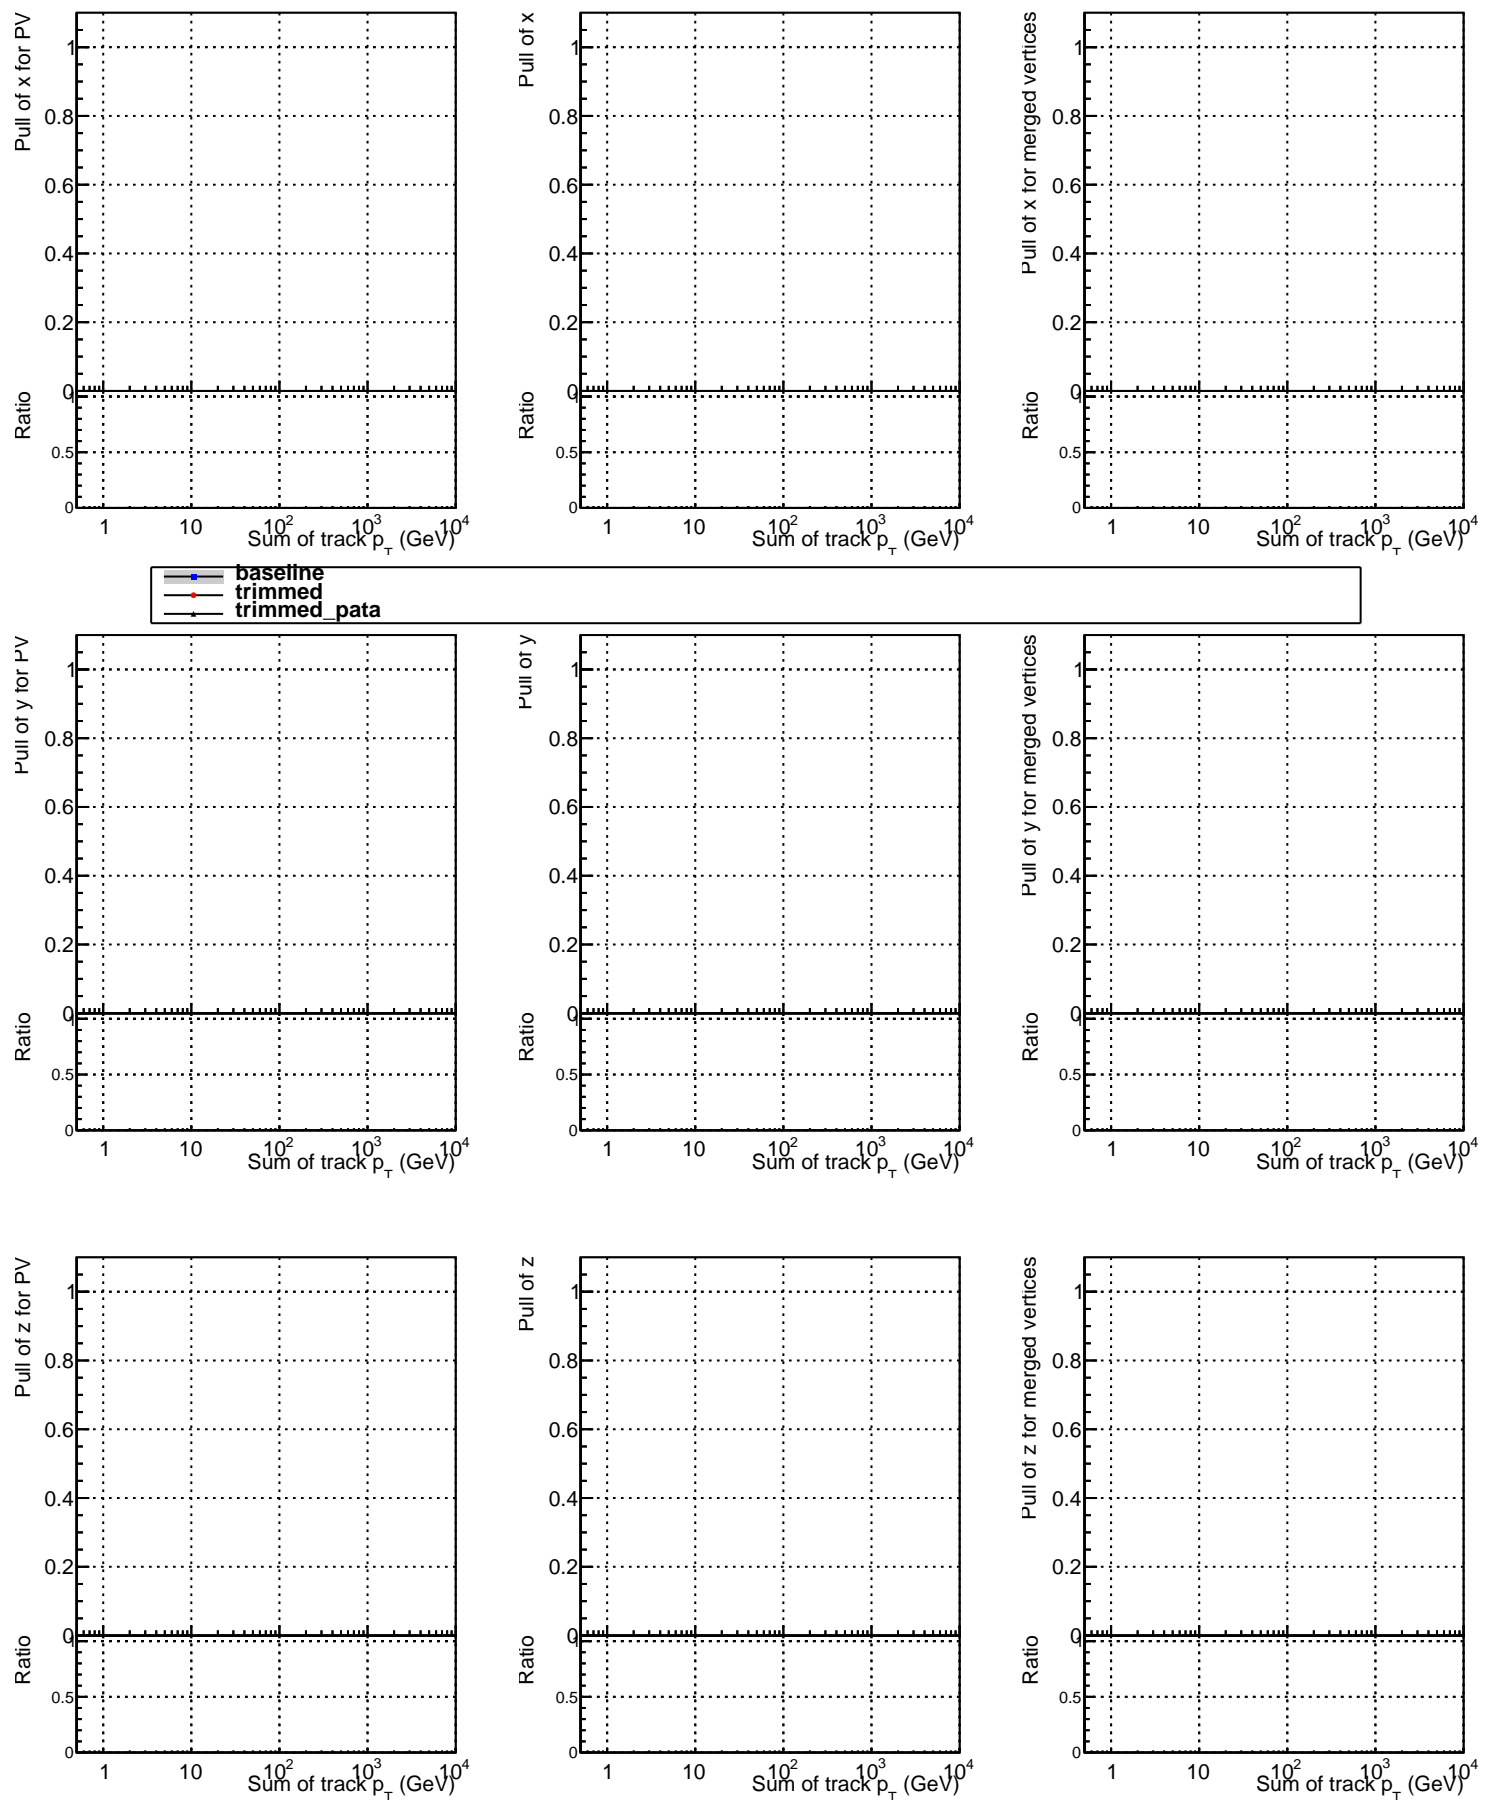 Pull of x for PV
1
0.8
0.6
0.4
0.2
0
Ratio
1
0.5
0
1 10 10² 10³ 10⁴
Sum of track p_T (GeV)
Pull of x
1
0.8
0.6
0.4
0.2
0
Ratio
1
0.5
0
1 10 10² 10³ 10⁴
Sum of track p_T (GeV)
Pull of x for merged vertices
1
0.8
0.6
0.4
0.2
0
Ratio
1
0.5
0
1 10 10² 10³ 10⁴
Sum of track p_T (GeV)
baseline
trimmed
trimmed_pata
Pull of y for PV
1
0.8
0.6
0.4
0.2
0
Ratio
1
0.5
0
1 10 10² 10³ 10⁴
Sum of track p_T (GeV)
Pull of y
1
0.8
0.6
0.4
0.2
0
Ratio
1
0.5
0
1 10 10² 10³ 10⁴
Sum of track p_T (GeV)
Pull of y for merged vertices
1
0.8
0.6
0.4
0.2
0
Ratio
1
0.5
0
1 10 10² 10³ 10⁴
Sum of track p_T (GeV)
Pull of z for PV
1
0.8
0.6
0.4
0.2
0
Ratio
1
0.5
0
1 10 10² 10³ 10⁴
Sum of track p_T (GeV)
Pull of z
1
0.8
0.6
0.4
0.2
0
Ratio
1
0.5
0
1 10 10² 10³ 10⁴
Sum of track p_T (GeV)
Pull of z for merged vertices
1
0.8
0.6
0.4
0.2
0
Ratio
1
0.5
0
1 10 10² 10³ 10⁴
Sum of track p_T (GeV)